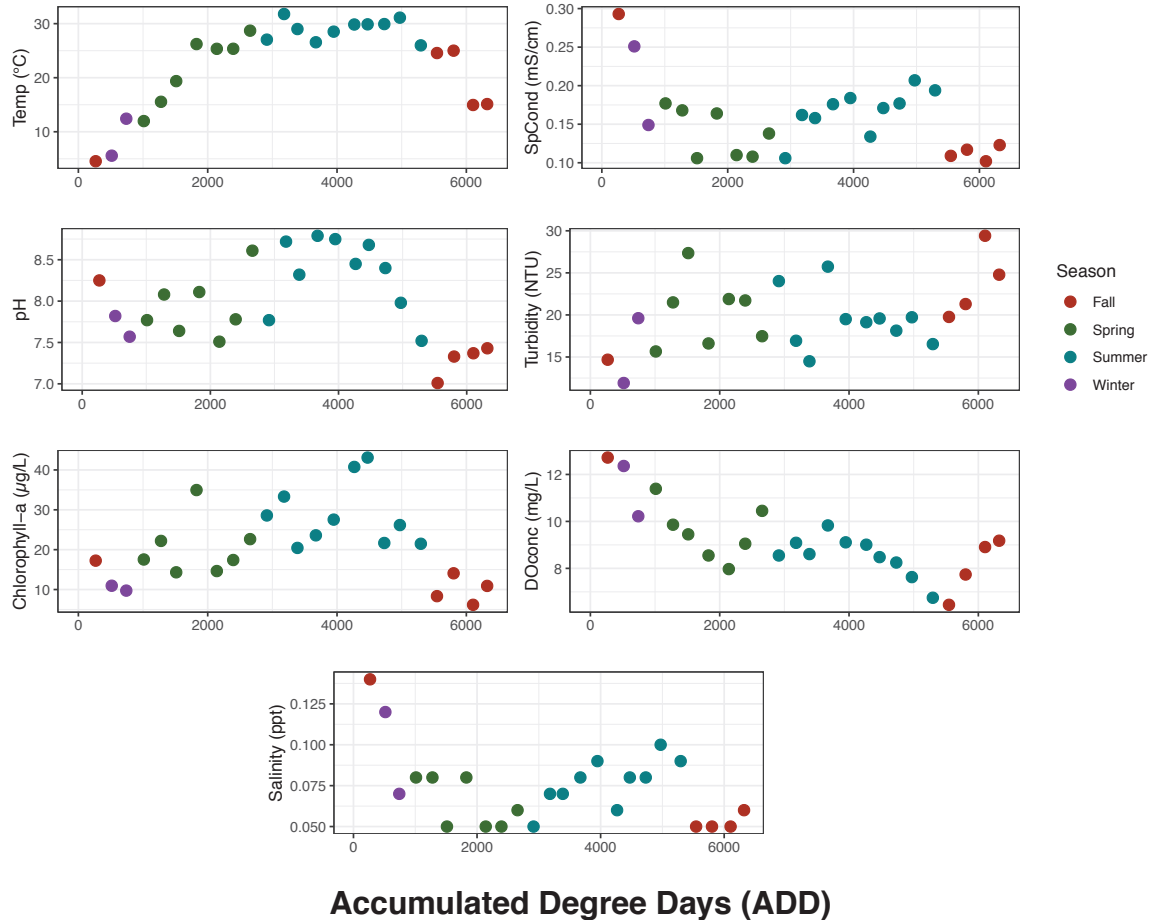 Temp (°C)
30
20
10
0 2000 4000 6000
SpCond (mS/cm)
0.30
0.25
0.20
0.15
0.10
0 2000 4000 6000
pH
8.5
8.0
7.5
7.0
0 2000 4000 6000
Turbidity (NTU)
30
25
20
15
0 2000 4000 6000
Season
Fall
Spring
Summer
Winter
Chlorophyll−a (µg/L)
40
30
20
10
0 2000 4000 6000
DOconc (mg/L)
12
10
8
0 2000 4000 6000
Salinity (ppt)
0.125
0.100
0.075
0.050
0 2000 4000 6000
Accumulated Degree Days (ADD)